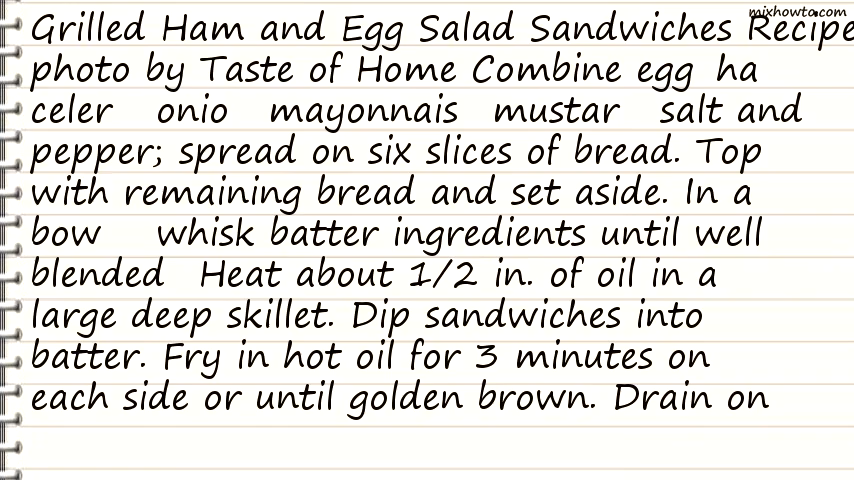 mixhowto.com
Grilled Ham and Egg Salad Sandwiches Recipe
photo by Taste of Home Combine egg ha
celer onio mayonnais mustar salt and
pepper; spread on six slices of bread. Top
with remaining bread and set aside. In a
bow whisk batter ingredients until well
blended Heat about 1/2 in. of oil in a
large deep skillet. Dip sandwiches into
batter. Fry in hot oil for 3 minutes on
each side or until golden brown. Drain on